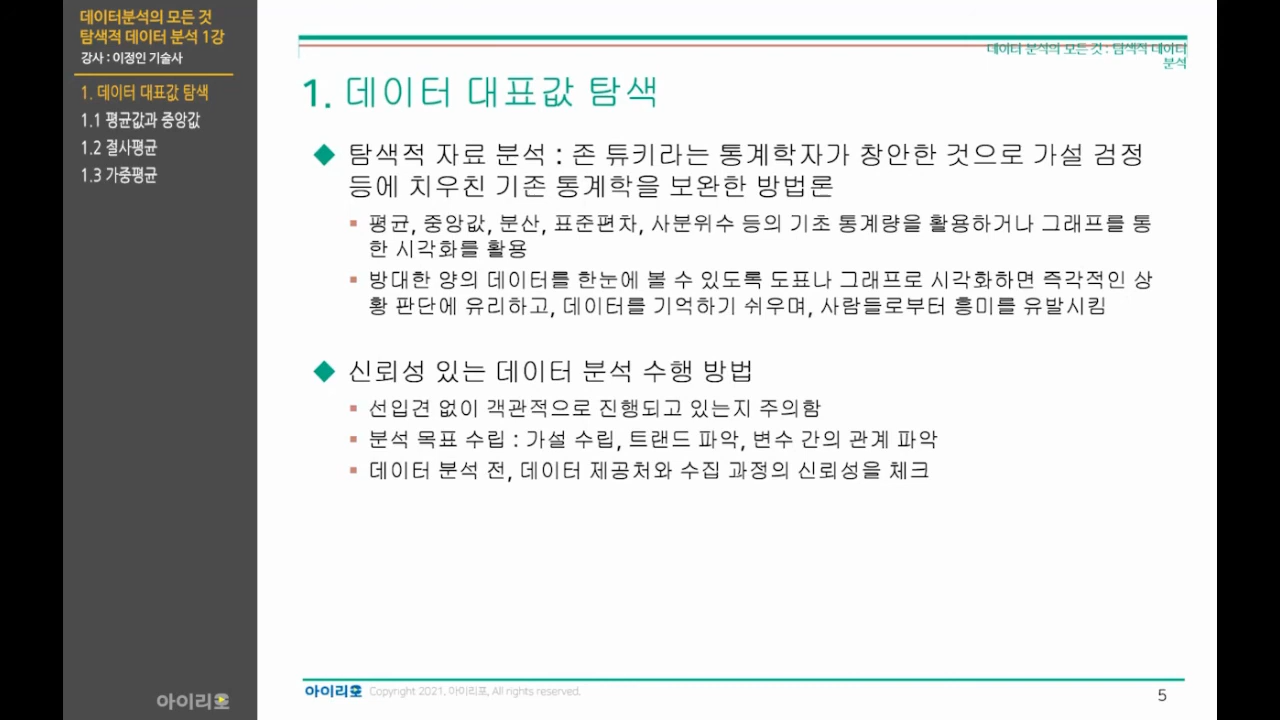 데이터분석의 모든 것
탐색적 데이터 분석 1강
강사 : 이정인 기술사
1. 데이터 대표값 탐색
1.1 평균값과 중앙값
1.2 절사평균
1.3 가중평균
아이리포
데이터 분석의 모든 것 : 탐색적 데이터
분석
1. 데이터 대표값 탐색
탐색적 자료 분석 : 존 튜키라는 통계학자가 창안한 것으로 가설 검정
등에 치우친 기존 통계학을 보완한 방법론
평균, 중앙값, 분산, 표준편차, 사분위수 등의 기초 통계량을 활용하거나 그래프를 통
한 시각화를 활용
방대한 양의 데이터를 한눈에 볼 수 있도록 도표나 그래프로 시각화하면 즉각적인 상
황 판단에 유리하고, 데이터를 기억하기 쉬우며, 사람들로부터 흥미를 유발시킴
신뢰성 있는 데이터 분석 수행 방법
선입견 없이 객관적으로 진행되고 있는지 주의함
분석 목표 수립 : 가설 수립, 트랜드 파악, 변수 간의 관계 파악
데이터 분석 전, 데이터 제공처와 수집 과정의 신뢰성을 체크
아이리포 Copyright 2021, 아이리포, All rights reserved.
5